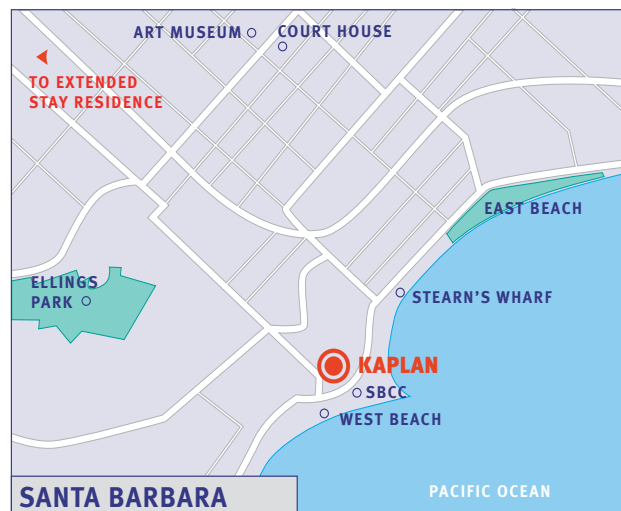 ART MUSEUM
COURT HOUSE
TO EXTENDED
STAY RESIDENCE
EAST BEACH
ELLINGS
PARK
STEARN'S WHARF
KAPLAN
SBCC
WEST BEACH
SANTA BARBARA
PACIFIC OCEAN